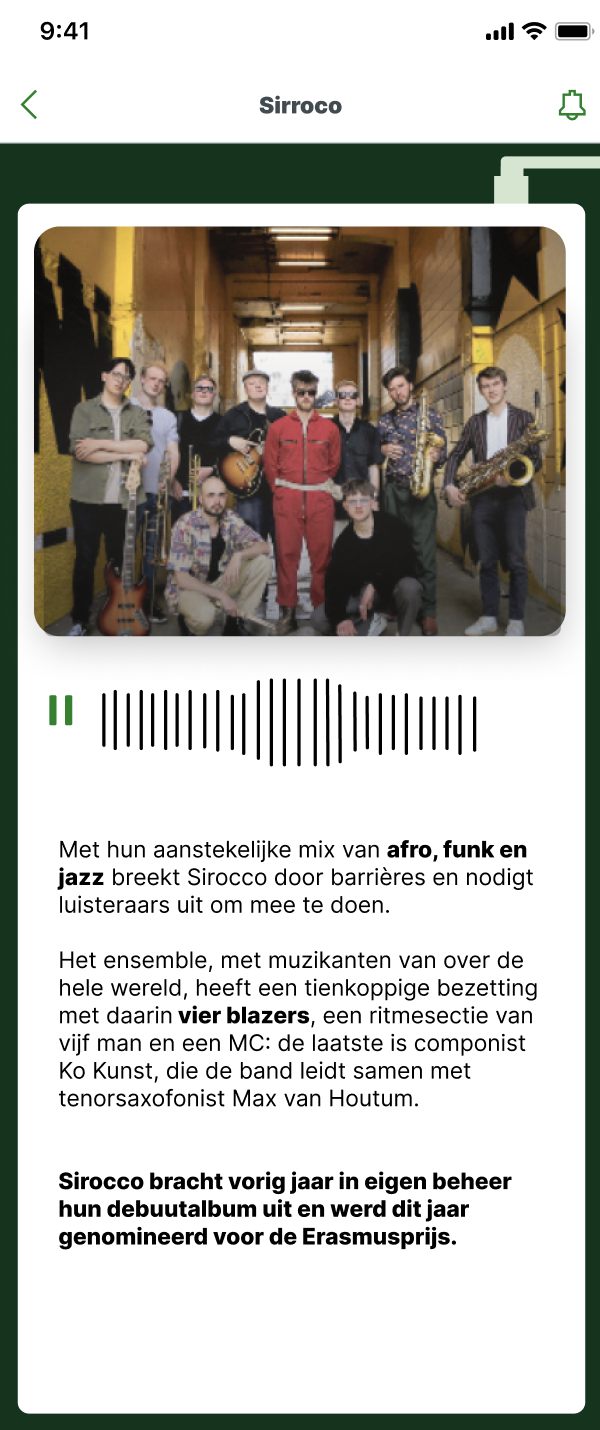 9:41
Sirroco
Met hun aanstekelijke mix van afro, funk en
jazz breekt Sirocco door barrières en nodigt
luisteraars uit om mee te doen.
Het ensemble, met muzikanten van over de
hele wereld, heeft een tienkoppige bezetting
met daarin vier blazers, een ritmesectie van
vijf man en een MC: de laatste is componist
Ko Kunst, die de band leidt samen met
tenorsaxofonist Max van Houtum.
Sirocco bracht vorig jaar in eigen beheer
hun debuutalbum uit en werd dit jaar
genomineerd voor de Erasmusprijs.